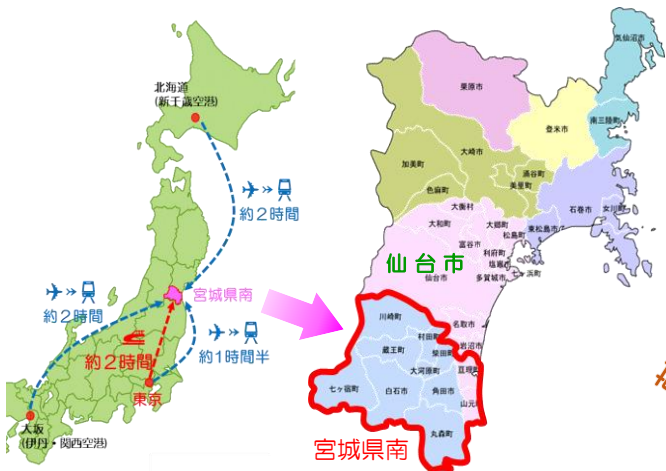 北海道
(新千歳空港)
約２時間
約２時間
宮城県南
約２時間
約１時間半
東京
大坂
(伊丹・関西空港)
気仙沼市
栗原市
登米市
南三陸町
大崎市
加美町
涌谷町
美里町
色麻町
石巻市
女川町
大衡村
大和町
大郷町
東松島市
松島町
富谷市
利府町
仙台市
塩竈市
七ヶ浜町
仙台市
多賀城市
川崎町
名取市
村田町
岩沼市
蔵王町
柴田町
大河原町
亘理町
七ヶ宿町
白石市
角田市
山元町
丸森町
宮城県南